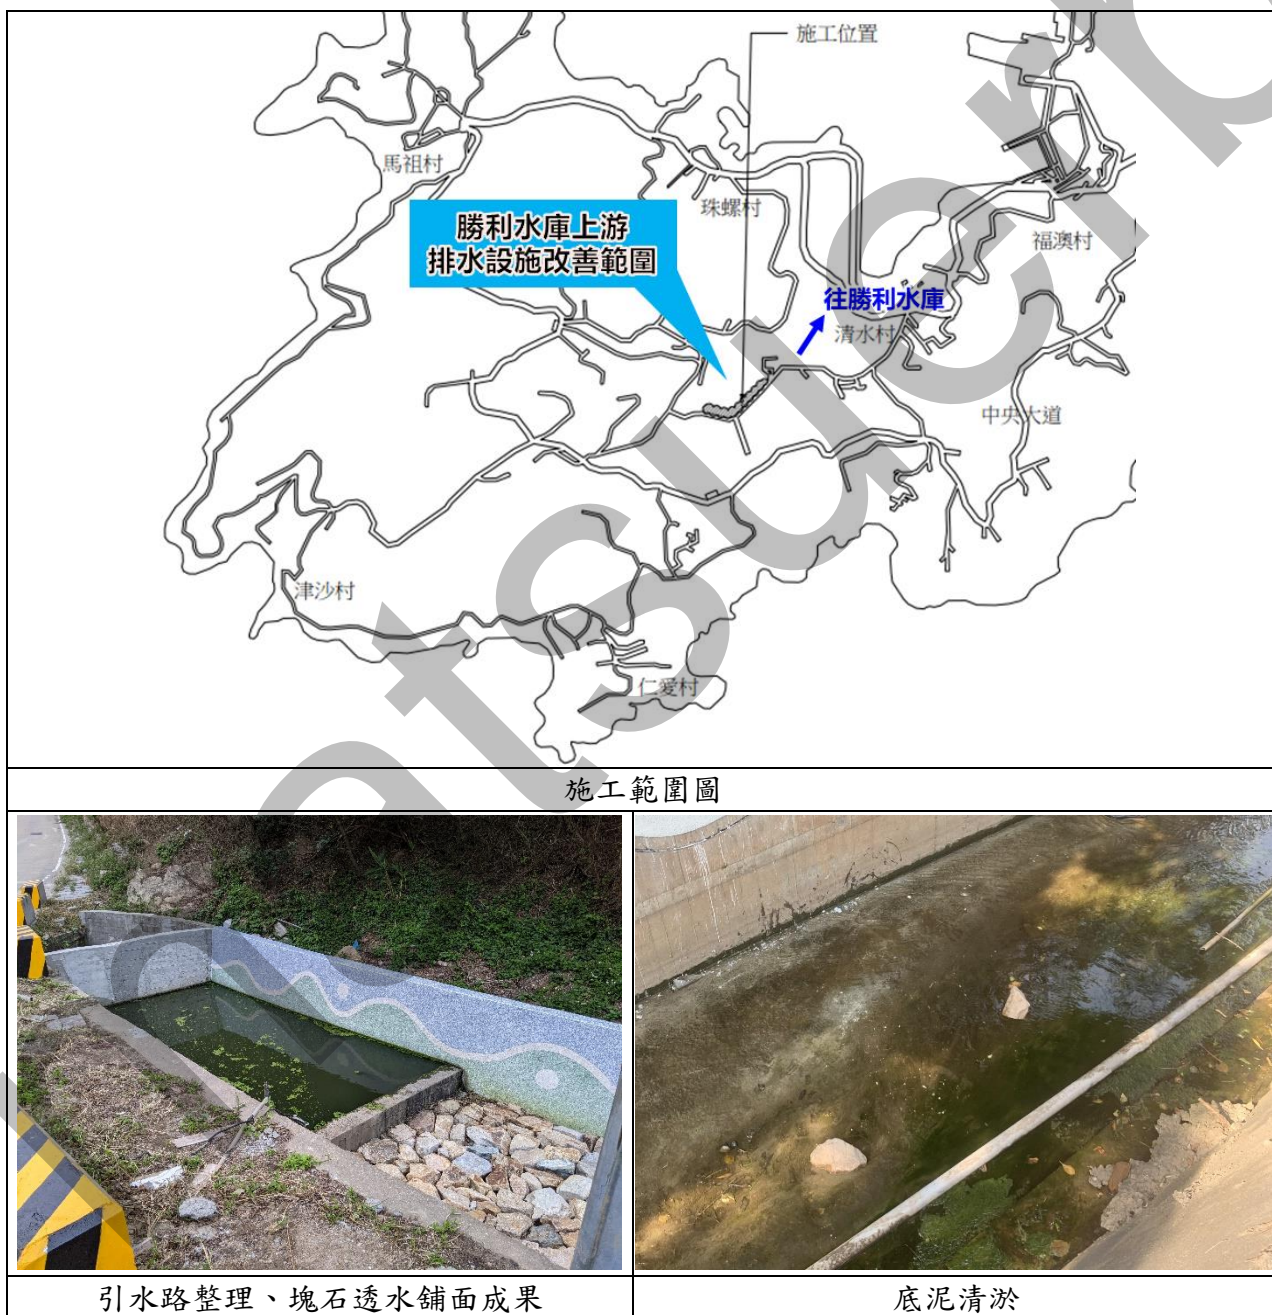 施工位置
馬祖村
珠螺村
勝利水庫上游
排水設施改善範圍
福澳村
往勝利水庫
清水村
中央大道
津沙村
仁愛村
施工範圍圖
引水路整理、塊石透水舖面成果
底泥清淤